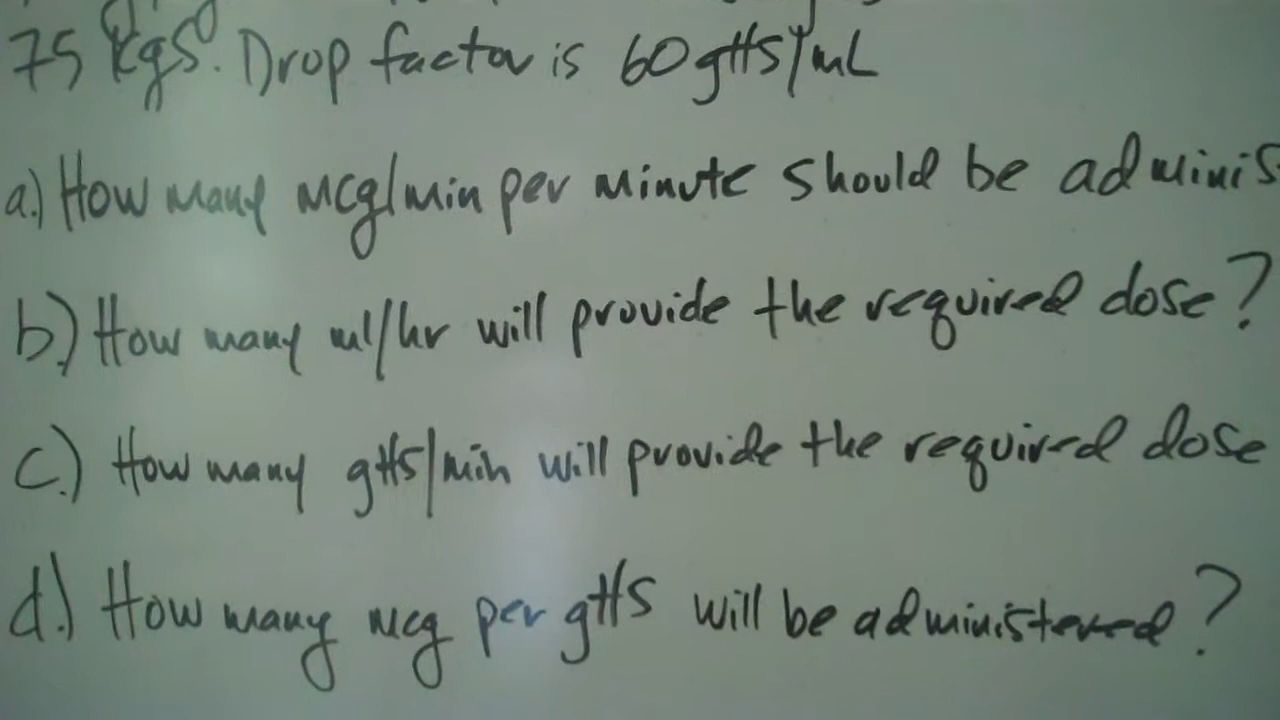 75 kgs. Drop factor is 60 gtts/mL
a.) How many mcg/min per minute should be adminis
b.) How many ml/hr will provide the required dose?
c.) How many gtts/min will provide the required dose
d.) How many mcg per gtts will be administered?